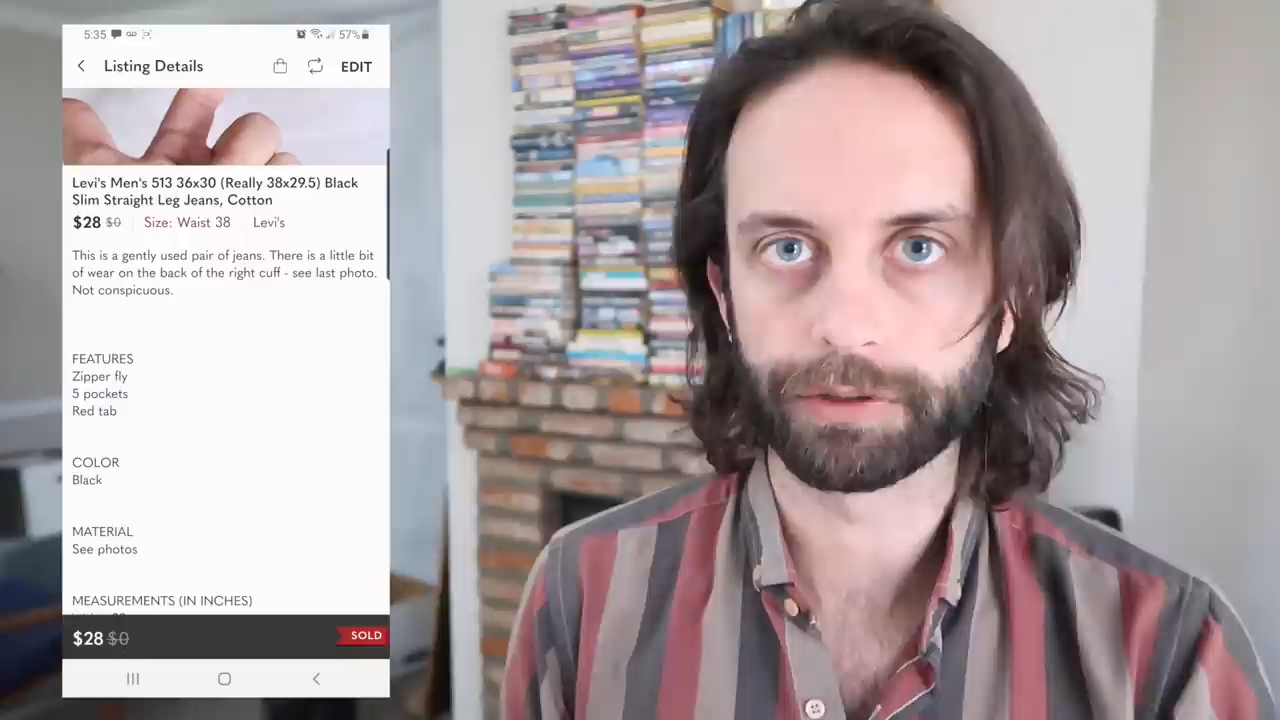 5:35
57%
Listing Details
EDIT
Levi's Men's 513 36x30 (Really 38x29.5) Black
Slim Straight Leg Jeans, Cotton
$28 $0 Size: Waist 38 Levi's
This is a gently used pair of jeans. There is a little bit
of wear on the back of the right cuff - see last photo.
Not conspicuous.
FEATURES
Zipper fly
5 pockets
Red tab
COLOR
Black
MATERIAL
See photos
MEASUREMENTS (IN INCHES)
$28 $0
SOLD